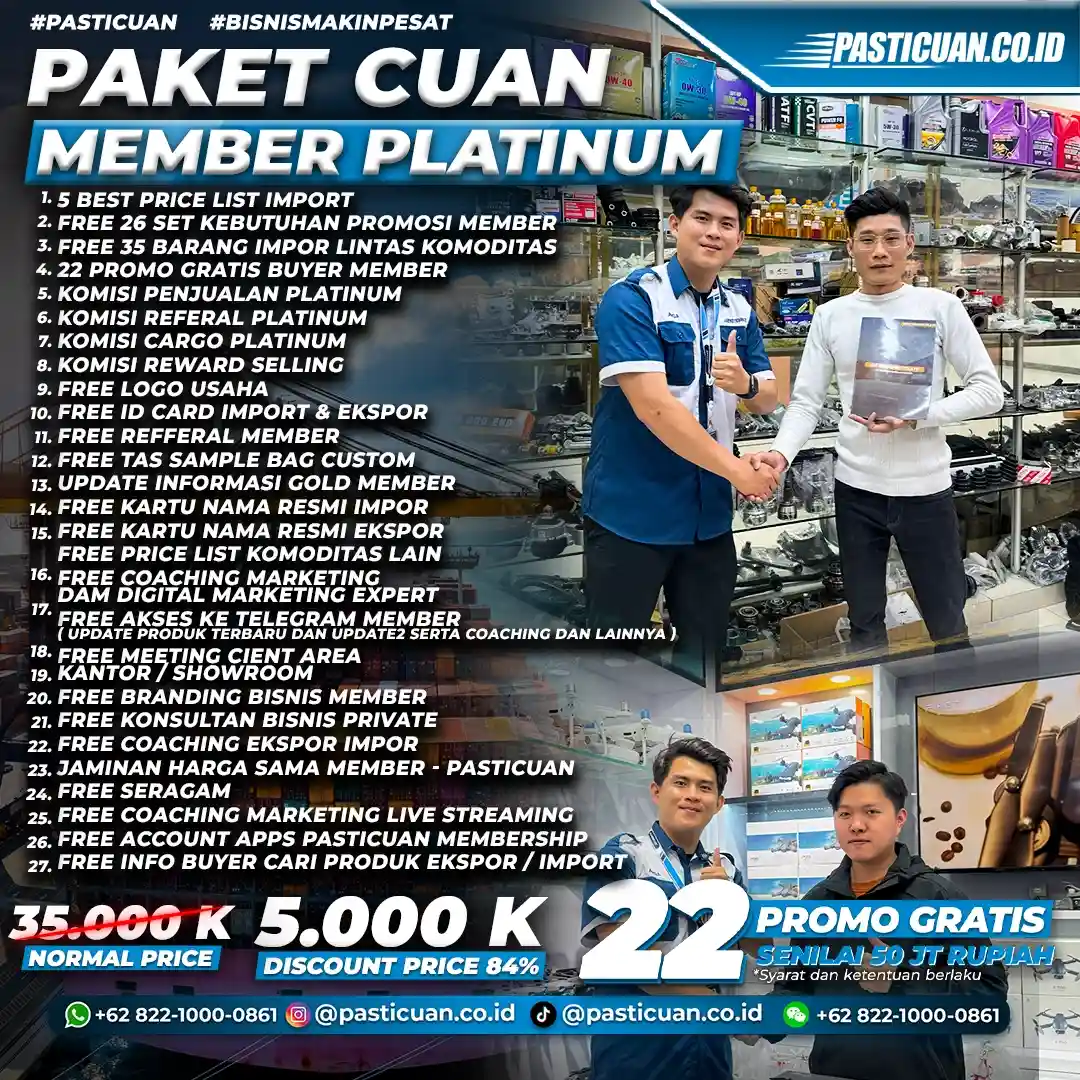 #PASTICUAN #BISNISMAKINPESAT
PASTICUAN.CO.ID
PAKET CUAN
MEMBER PLATINUM
1. 5 BEST PRICE LIST IMPORT
2. FREE 26 SET KEBUTUHAN PROMOSI MEMBER
3. FREE 35 BARANG IMPOR LINTAS KOMODITAS
4. 22 PROMO GRATIS BUYER MEMBER
5. KOMISI PENJUALAN PLATINUM
6. KOMISI REFERAL PLATINUM
7. KOMISI CARGO PLATINUM
8. KOMISI REWARD SELLING
9. FREE LOGO USAHA
10. FREE ID CARD IMPORT & EKSPOR
11. FREE REFFERAL MEMBER
12. FREE TAS SAMPLE BAG CUSTOM
13. UPDATE INFORMASI GOLD MEMBER
14. FREE KARTU NAMA RESMI IMPOR
15. FREE KARTU NAMA RESMI EKSPOR
FREE PRICE LIST KOMODITAS LAIN
16. FREE COACHING MARKETING
DAM DIGITAL MARKETING EXPERT
17. FREE AKSES KE TELEGRAM MEMBER
( UPDATE PRODUK TERBARU DAN UPDATE2 SERTA COACHING DAN LAINNYA )
18. FREE MEETING CIENT AREA
19. KANTOR / SHOWROOM
20. FREE BRANDING BISNIS MEMBER
21. FREE KONSULTAN BISNIS PRIVATE
22. FREE COACHING EKSPOR IMPOR
23. JAMINAN HARGA SAMA MEMBER - PASTICUAN
24. FREE SERAGAM
25. FREE COACHING MARKETING LIVE STREAMING
26. FREE ACCOUNT APPS PASTICUAN MEMBERSHIP
27. FREE INFO BUYER CARI PRODUK EKSPOR / IMPORT
35.000 K
NORMAL PRICE
5.000 K
DISCOUNT PRICE 84%
22 PROMO GRATIS
SENILAI 50 JT RUPIAH
*Syarat dan ketentuan berlaku
+62 822-1000-0861 @pasticuan.co.id @pasticuan.co.id +62 822-1000-0861